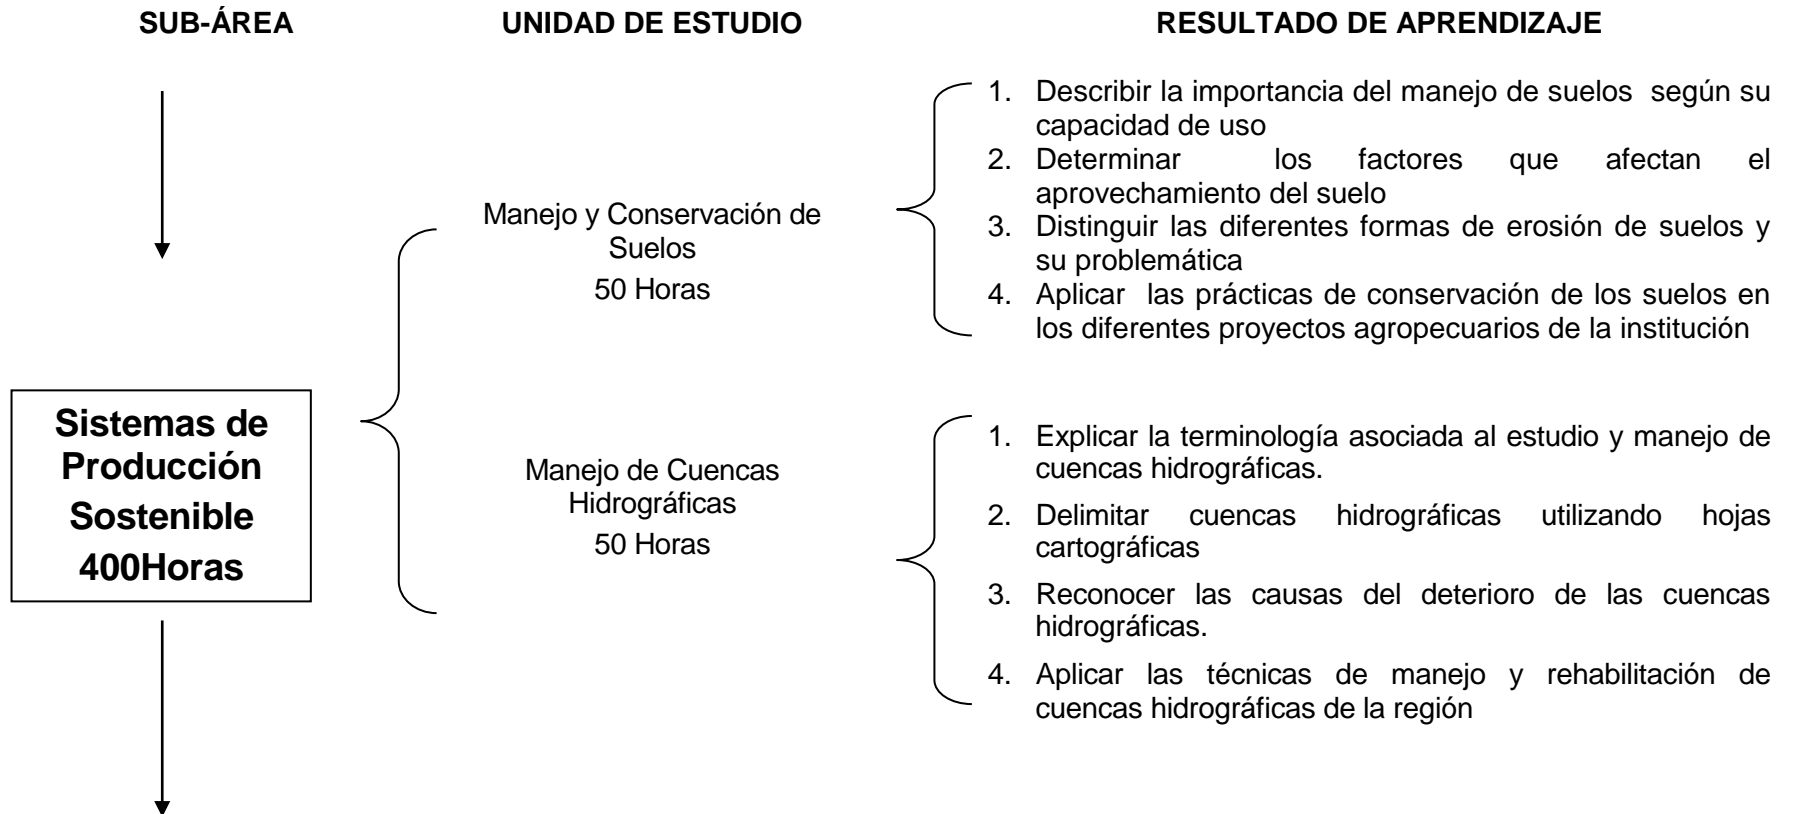 SUB-ÁREA UNIDAD DE ESTUDIO RESULTADO DE APRENDIZAJE
Sistemas de
Producción
Sostenible
400Horas
Manejo y Conservación de
Suelos
50 Horas
1. Describir la importancia del manejo de suelos según su
capacidad de uso
2. Determinar los factores que afectan el
aprovechamiento del suelo
3. Distinguir las diferentes formas de erosión de suelos y
su problemática
4. Aplicar las prácticas de conservación de los suelos en
los diferentes proyectos agropecuarios de la institución
Manejo de Cuencas
Hidrográficas
50 Horas
1. Explicar la terminología asociada al estudio y manejo de
cuencas hidrográficas.
2. Delimitar cuencas hidrográficas utilizando hojas
cartográficas
3. Reconocer las causas del deterioro de las cuencas
hidrográficas.
4. Aplicar las técnicas de manejo y rehabilitación de
cuencas hidrográficas de la región